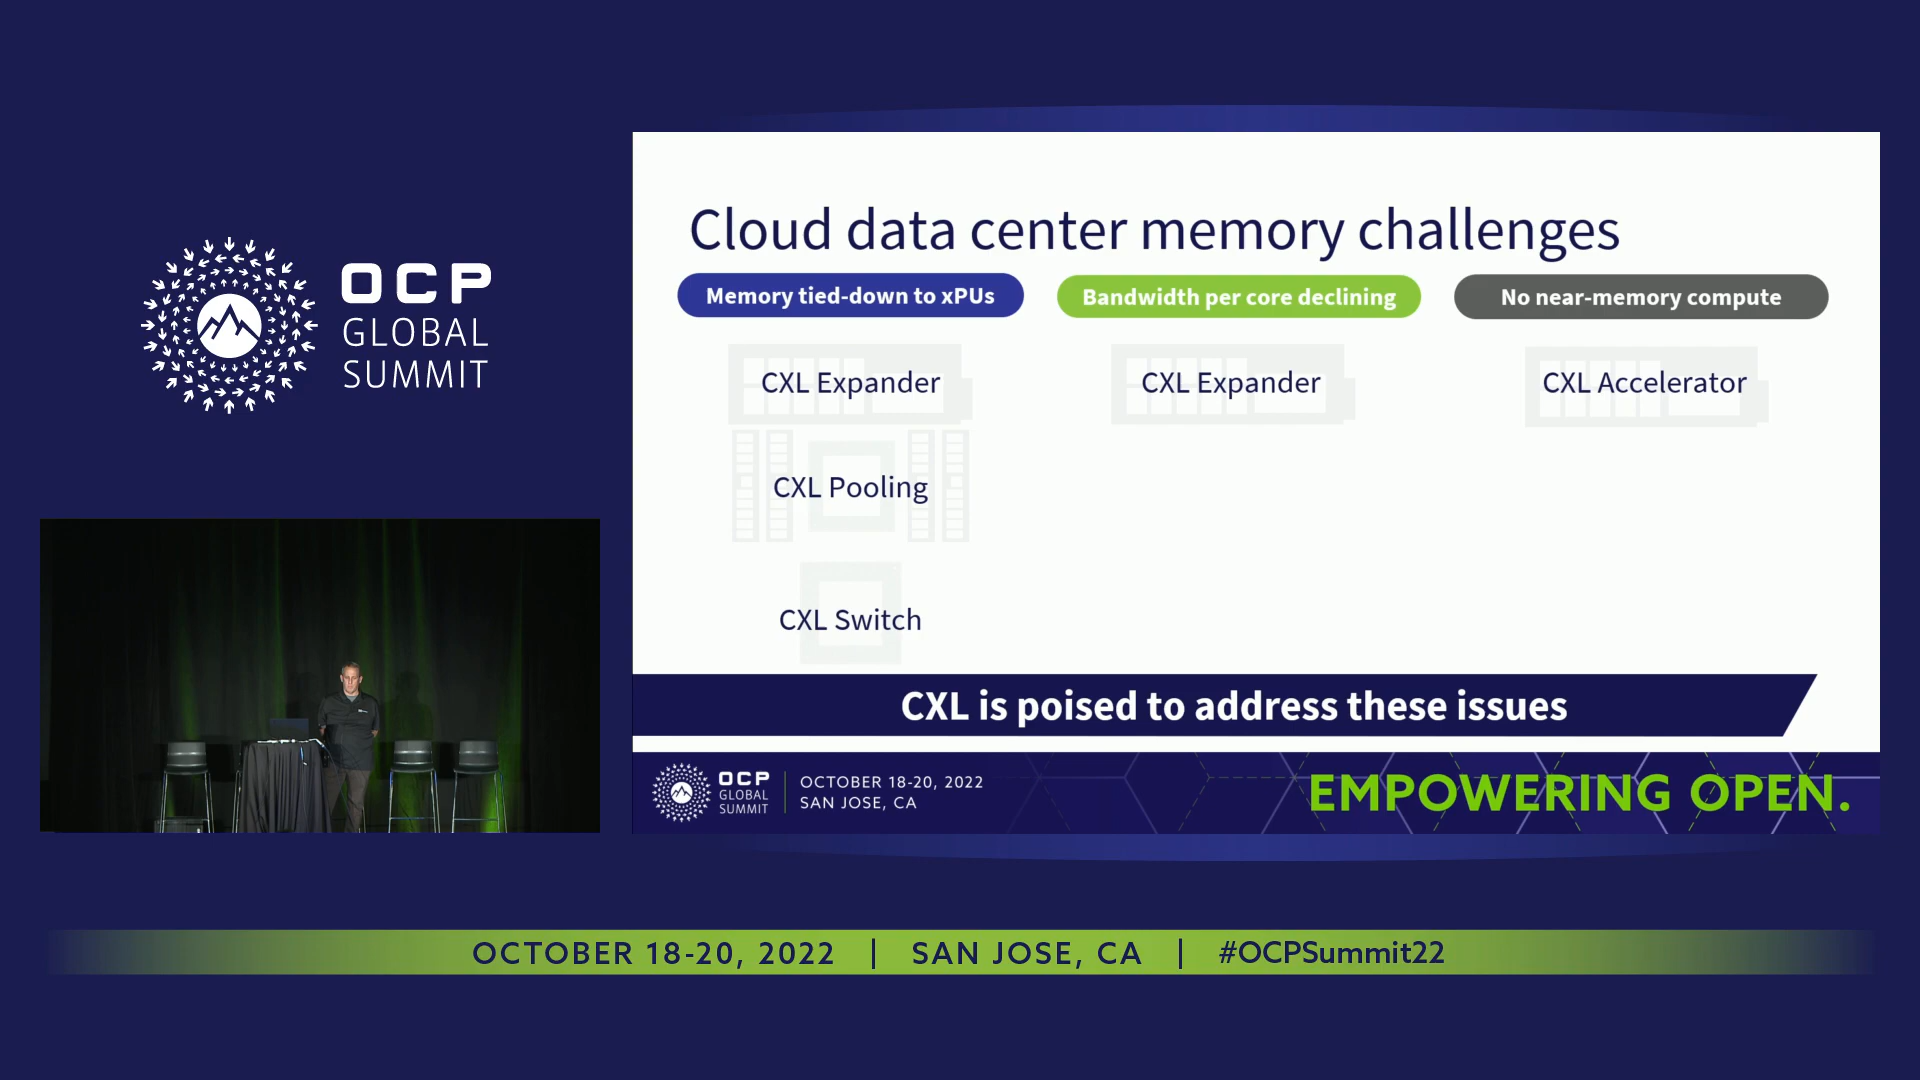 OCP
GLOBAL
SUMMIT
Cloud data center memory challenges
Memory tied-down to xPUs
Bandwidth per core declining
No near-memory compute
CXL Expander
CXL Expander
CXL Accelerator
CXL Pooling
CXL Switch
CXL is poised to address these issues
OCP
GLOBAL
SUMMIT
OCTOBER 18-20, 2022
SAN JOSE, CA
EMPOWERING OPEN.
OCTOBER 18-20, 2022 | SAN JOSE, CA | #OCPSummit22